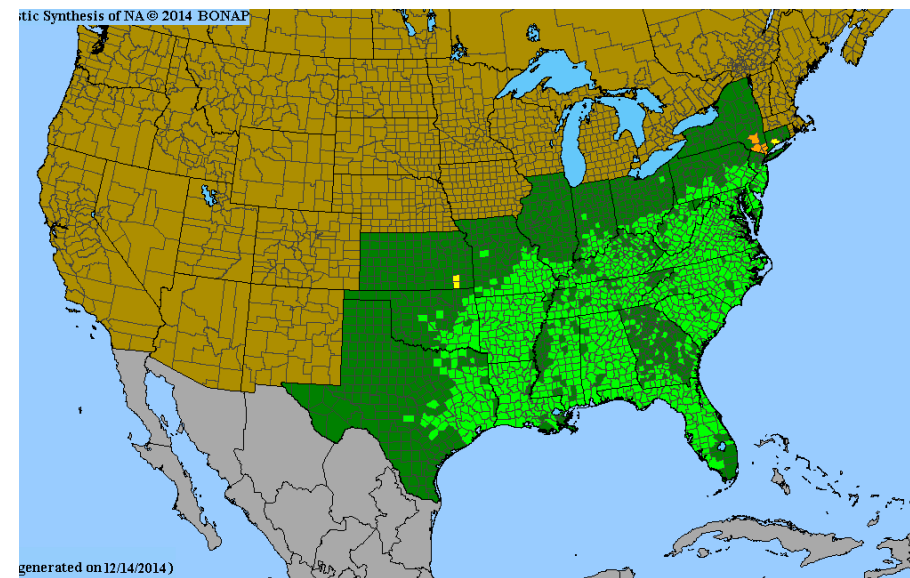 stic Synthesis of NA © 2014 BONAP
generated on 12/14/2014)